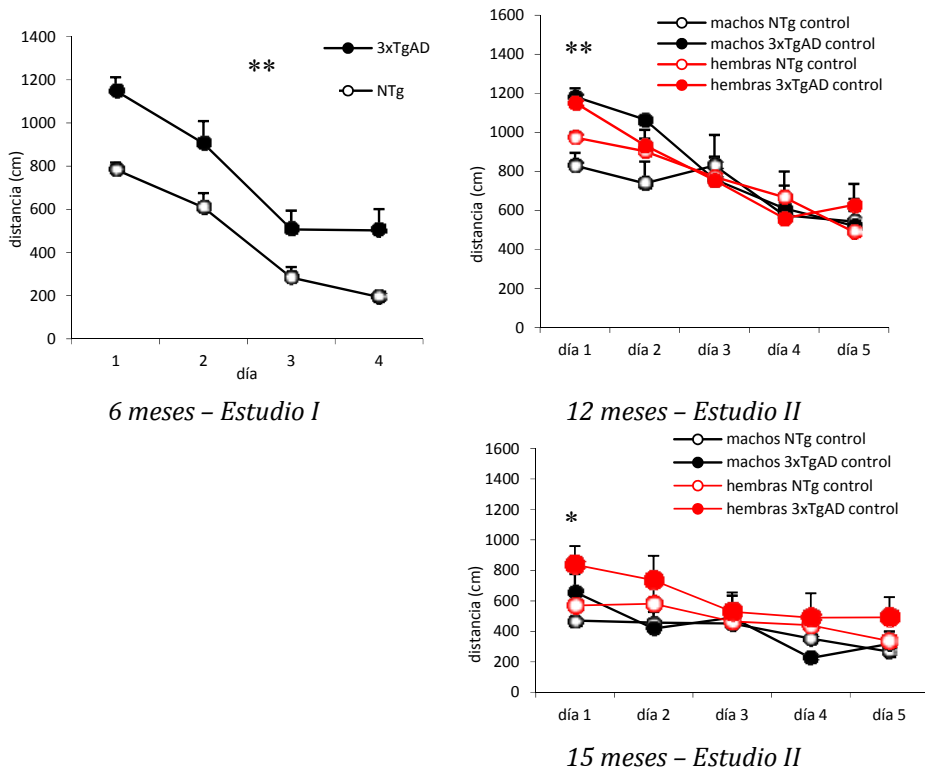 1400
1200
1000
800
600
400
200
0
distancia (cm)
**
3xTgAD
NTg
1 2 3 4
día
6 meses – Estudio I
1600
1400
1200
1000
800
600
400
200
0
distancia (cm)
**
machos NTg control
machos 3xTgAD control
hembras NTg control
hembras 3xTgAD control
día 1 día 2 día 3 día 4 día 5
12 meses – Estudio II
1600
1400
1200
1000
800
600
400
200
0
distancia (cm)
*
machos NTg control
machos 3xTgAD control
hembras NTg control
hembras 3xTgAD control
día 1 día 2 día 3 día 4 día 5
15 meses – Estudio II